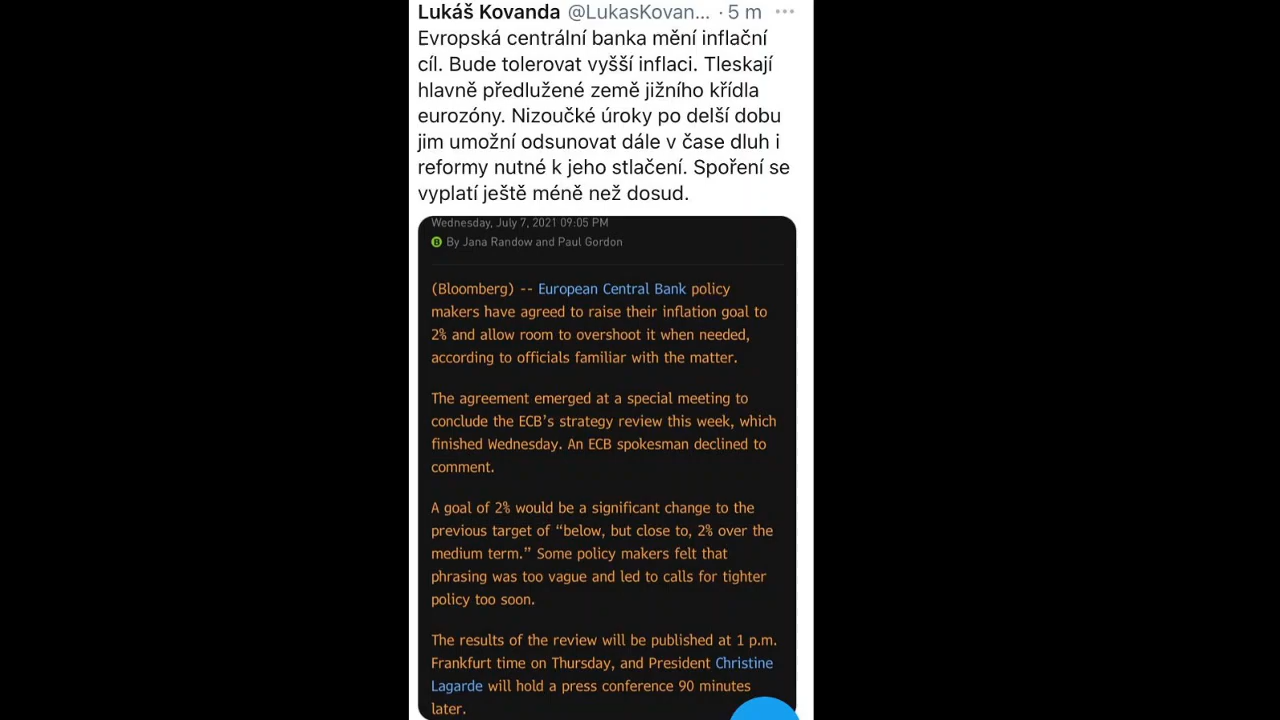 Lukáš Kovanda @LukasKovan... · 5 m ···
Evropská centrální banka mění inflační
cíl. Bude tolerovat vyšší inflaci. Tleskají
hlavně předlužené země jižního křídla
eurozóny. Nizoučké úroky po delší dobu
jim umožní odsunovat dále v čase dluh i
reformy nutné k jeho stlačení. Spoření se
vyplatí ještě méně než dosud.
Wednesday, July 7, 2021 09:05 PM
B By Jana Randow and Paul Gordon
(Bloomberg) -- European Central Bank policy
makers have agreed to raise their inflation goal to
2% and allow room to overshoot it when needed,
according to officials familiar with the matter.
The agreement emerged at a special meeting to
conclude the ECB’s strategy review this week, which
finished Wednesday. An ECB spokesman declined to
comment.
A goal of 2% would be a significant change to the
previous target of “below, but close to, 2% over the
medium term.” Some policy makers felt that
phrasing was too vague and led to calls for tighter
policy too soon.
The results of the review will be published at 1 p.m.
Frankfurt time on Thursday, and President Christine
Lagarde will hold a press conference 90 minutes
later.